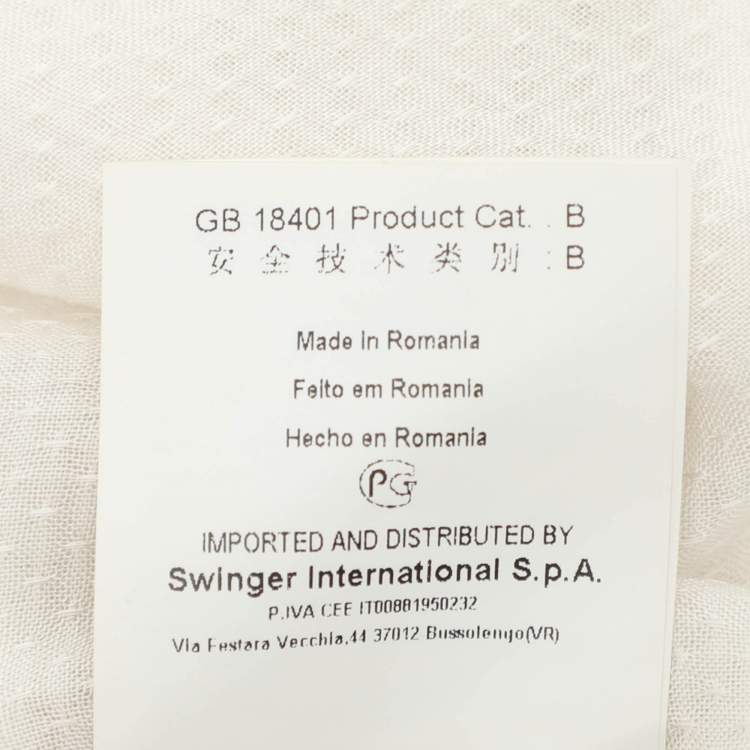 GB 18401 Product Cat. : B
安全技术类别 : B
Made in Romania
Feito em Romania
Hecho en Romania
PG
IMPORTED AND DISTRIBUTED BY
Swinger International S.p.A.
P.IVA CEE IT00881950232
Via Festara Vecchia,44 37012 Bussolengo(VR)